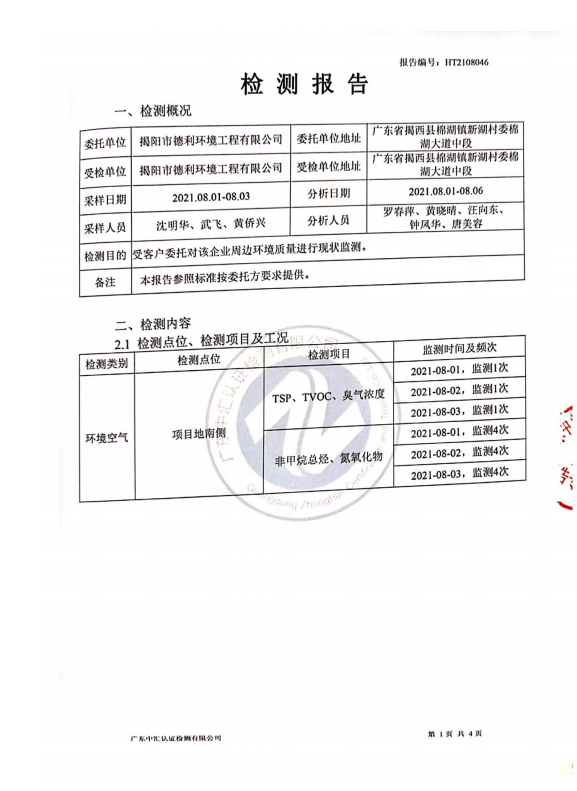 报告编号：HT2108046
检测报告
一、检测概况
委托单位 揭阳市德利环境工程有限公司 委托单位地址 广东省揭西县棉湖镇新湖村委棉
湖大道中段
受检单位 揭阳市德利环境工程有限公司 受检单位地址 广东省揭西县棉湖镇新湖村委棉
湖大道中段
采样日期 2021.08.01-08.03 分析日期 2021.08.01-08.06
采样人员 沈明华、武飞、黄侨兴 分析人员 罗春萍、黄晓晴、汪向东、
钟凤华、唐美容
检测目的 受客户委托对该企业周边环境质量进行现状监测。
备注 本报告参照标准按委托方要求提供。
二、检测内容
2.1 检测点位、检测项目及工况
检测类别 检测点位 检测项目 监测时间及频次
环境空气 项目地南侧 TSP、TVOC、臭气浓度 2021-08-01，监测1次
2021-08-02，监测1次
2021-08-03，监测1次
非甲烷总烃、氮氧化物 2021-08-01，监测4次
2021-08-02，监测4次
2021-08-03，监测4次
广东中汇认证检测有限公司
第 1 页 共 4 页